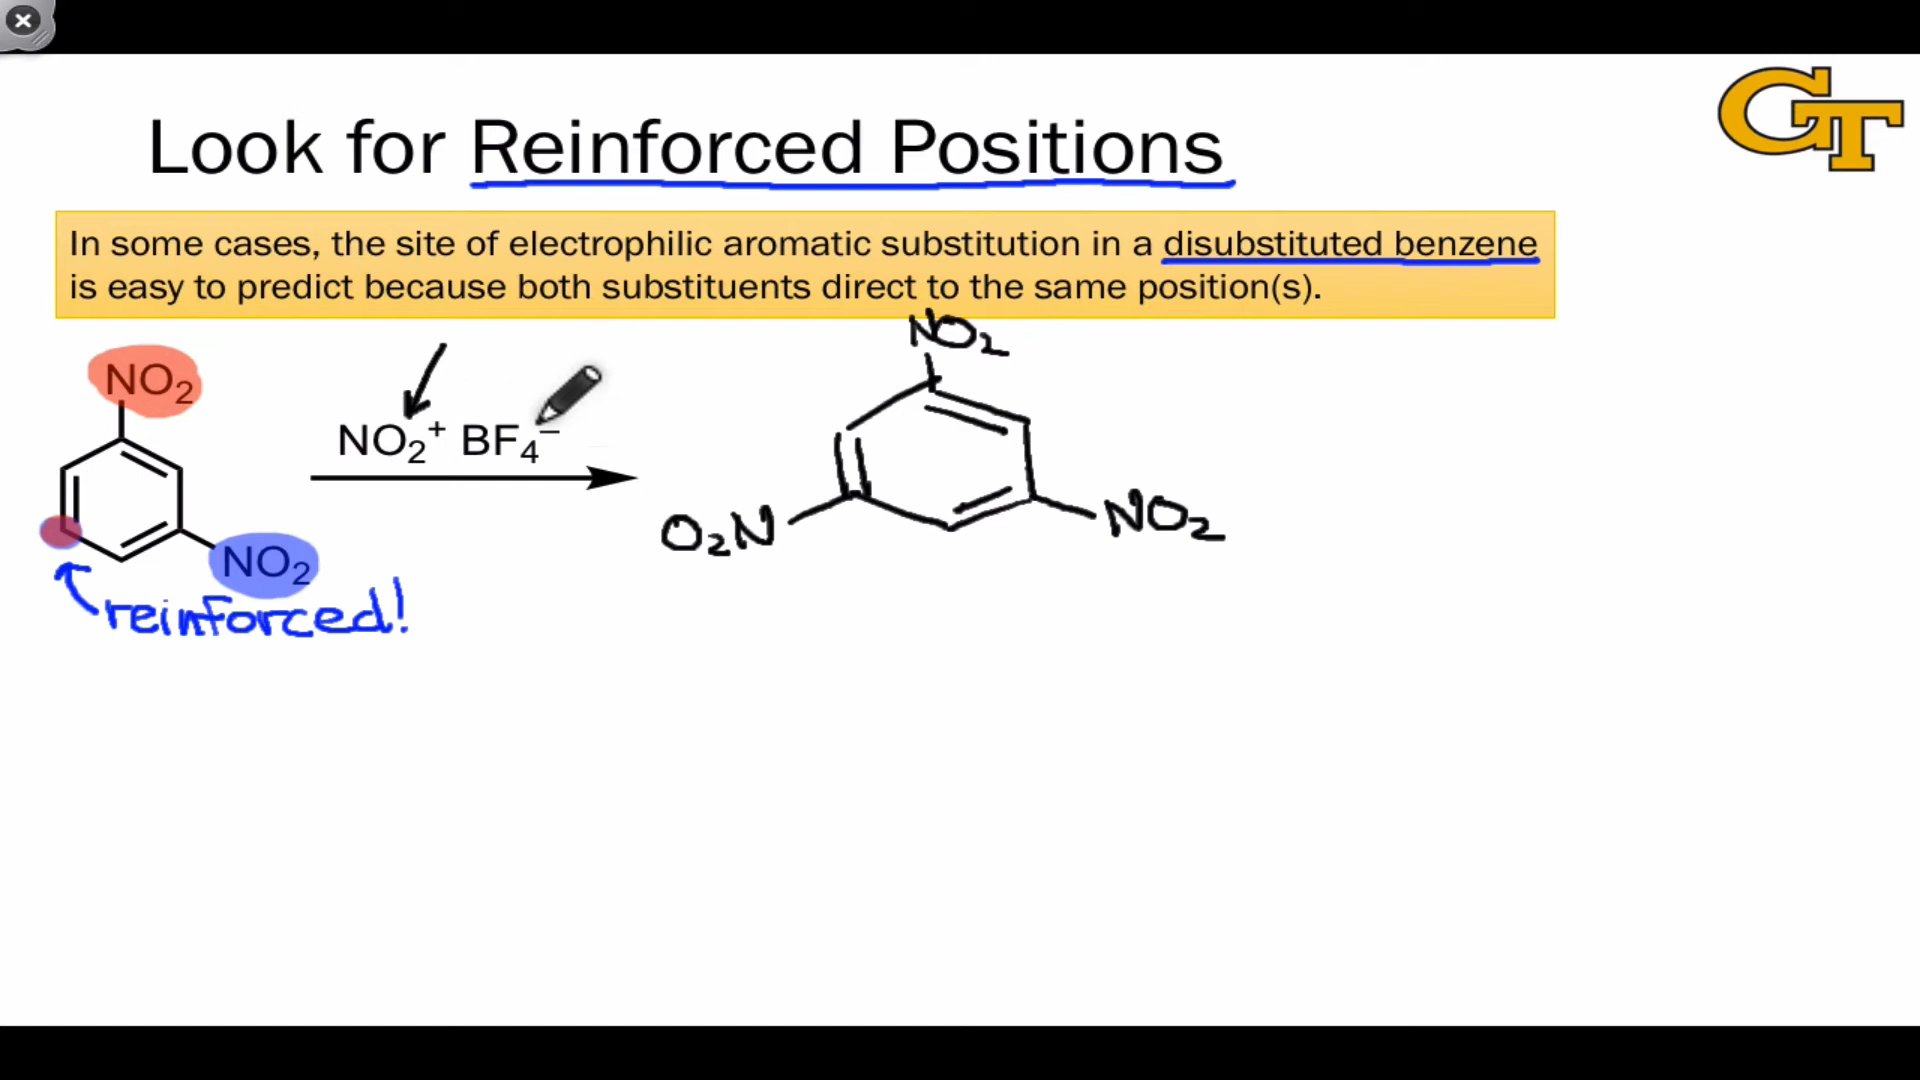 GT
Look for Reinforced Positions
In some cases, the site of electrophilic aromatic substitution in a disubstituted benzene
is easy to predict because both substituents direct to the same position(s).
NO₂
NO₂
NO₂⁺ BF₄⁻
O₂N
NO₂
NO₂
reinforced!